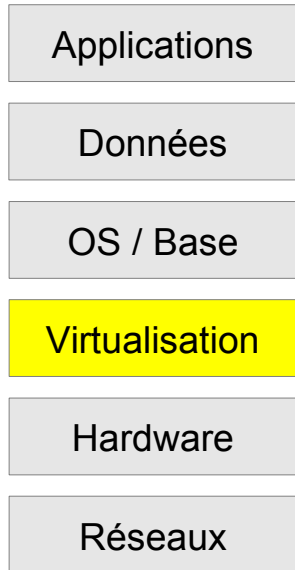 Applications
Données
OS / Base
Virtualisation
Hardware
Réseaux